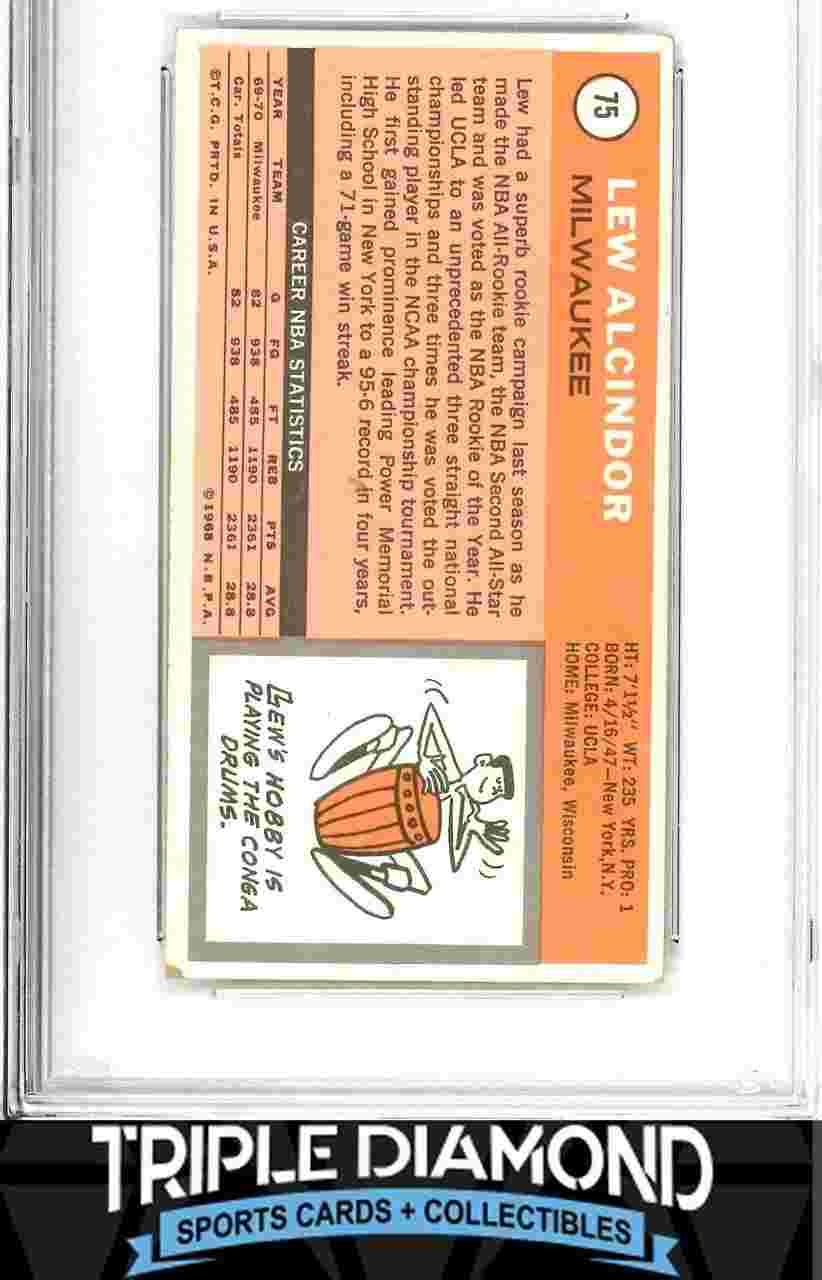 75
LEW ALCINDOR
MILWAUKEE
HT: 7'1½" WT: 235 YRS. PRO: 1
BORN: 4/16/47—New York, N.Y.
COLLEGE: UCLA
HOME: Milwaukee, Wisconsin
Lew had a superb rookie campaign last season as he
made the NBA All-Rookie team, the NBA Second All-Star
team and was voted as the NBA Rookie of the Year. He
led UCLA to an unprecedented three straight national
championships and three times he was voted the out-
standing player in the NCAA championship tournament.
He first gained prominence leading Power Memorial
High School in New York to a 95-6 record in four years,
including a 71-game win streak.
CAREER NBA STATISTICS
YEAR TEAM G FG FT REB PTS AVG
69-70 Milwaukee 82 938 485 1190 2361 28.8
Car. Totals 82 938 485 1190 2361 28.8
©T.C.G. PRTD. IN U.S.A. ©1968 N.B.P.A.
LEW'S HOBBY IS
PLAYING THE CONGA
DRUMS.
TRIPLE DIAMOND
SPORTS CARDS + COLLECTIBLES